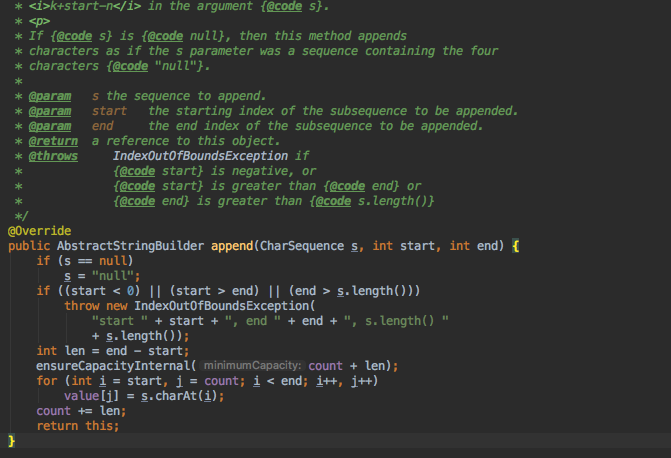 * <i>k+start-n</i> in the argument {@code s}.
* <p>
* If {@code s} is {@code null}, then this method appends
* characters as if the s parameter was a sequence containing the four
* characters {@code "null"}.
*
* @param   s the sequence to append.
* @param   start   the starting index of the subsequence to be appended.
* @param   end     the end index of the subsequence to be appended.
* @return  a reference to this object.
* @throws     IndexOutOfBoundsException if
*             {@code start} is negative, or
*             {@code start} is greater than {@code end} or
*             {@code end} is greater than {@code s.length()}
*/
@Override
public AbstractStringBuilder append(CharSequence s, int start, int end) {
    if (s == null)
        s = "null";
    if ((start < 0) || (start > end) || (end > s.length()))
        throw new IndexOutOfBoundsException(
            "start " + start + ", end " + end + ", s.length() "
            + s.length());
    int len = end - start;
    ensureCapacityInternal( minimumCapacity: count + len);
    for (int i = start, j = count; i < end; i++, j++)
        value[j] = s.charAt(i);
    count += len;
    return this;
}